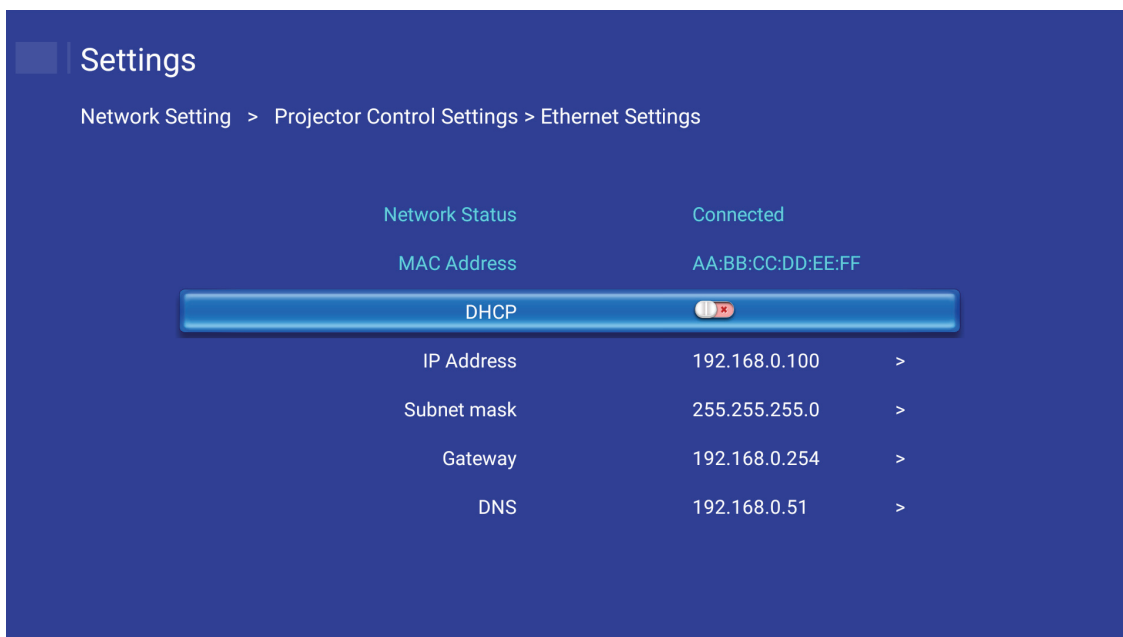 Settings
Network Setting > Projector Control Settings > Ethernet Settings
Network Status Connected
MAC Address AA:BB:CC:DD:EE:FF
DHCP
IP Address 192.168.0.100 >
Subnet mask 255.255.255.0 >
Gateway 192.168.0.254 >
DNS 192.168.0.51 >